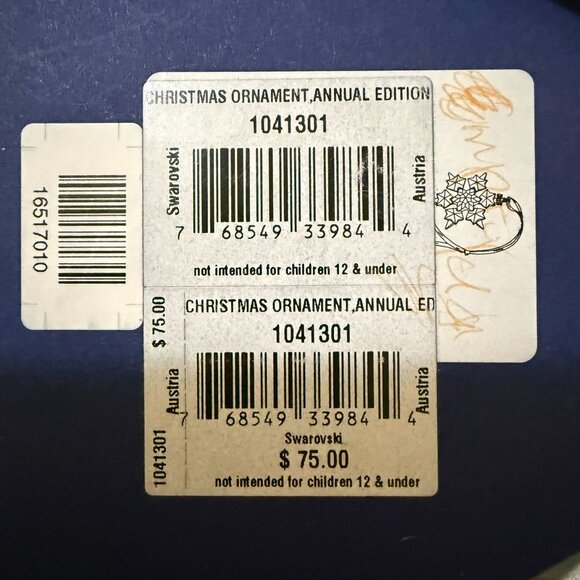 16517010
CHRISTMAS ORNAMENT,ANNUAL EDITION
1041301
Swarovski
Austria
7 68549 33984 4
not intended for children 12 & under
$ 75.00
Austria
1041301
CHRISTMAS ORNAMENT,ANNUAL ED
1041301
Austria
7 68549 33984 4
Swarovski
$ 75.00
not intended for children 12 & under